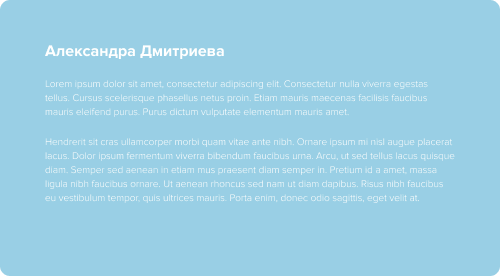 Александра Дмитриева
Lorem ipsum dolor sit amet, consectetur adipiscing elit. Consectetur nulla viverra egestas
tellus. Cursus scelerisque phasellus netus proin. Etiam mauris maecenas facilisis faucibus
mauris eleifend purus. Purus dictum vulputate elementum mauris amet.
Hendrerit sit cras ullamcorper morbi quam vitae ante nibh. Ornare ipsum mi nisl augue placerat
lacus. Dolor ipsum fermentum viverra bibendum faucibus urna. Arcu, ut sed tellus lacus quisque
diam. Semper sed aenean in etiam mus praesent diam semper in. Pretium id a amet, massa
ligula nibh faucibus ornare. Ut aenean rhoncus sed nam ut diam dapibus. Risus nibh faucibus
eu vestibulum tempor, quis ultrices mauris. Porta enim, donec odio sagittis, eget velit at.